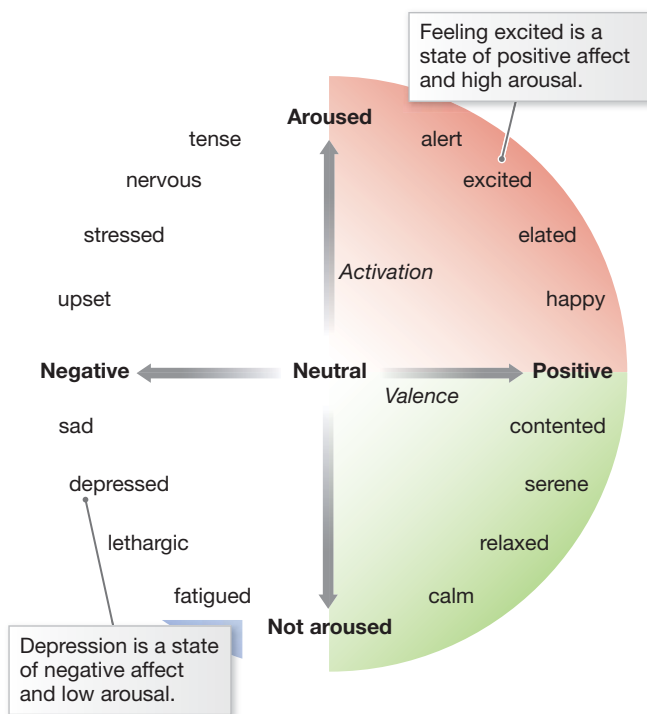 Feeling excited is a
state of positive affect
and high arousal.
Aroused
tense
alert
nervous
excited
stressed
elated
Activation
upset
happy
Negative
Neutral
Positive
Valence
sad
contented
depressed
serene
lethargic
relaxed
fatigued
calm
Not aroused
Depression is a state
of negative affect
and low arousal.